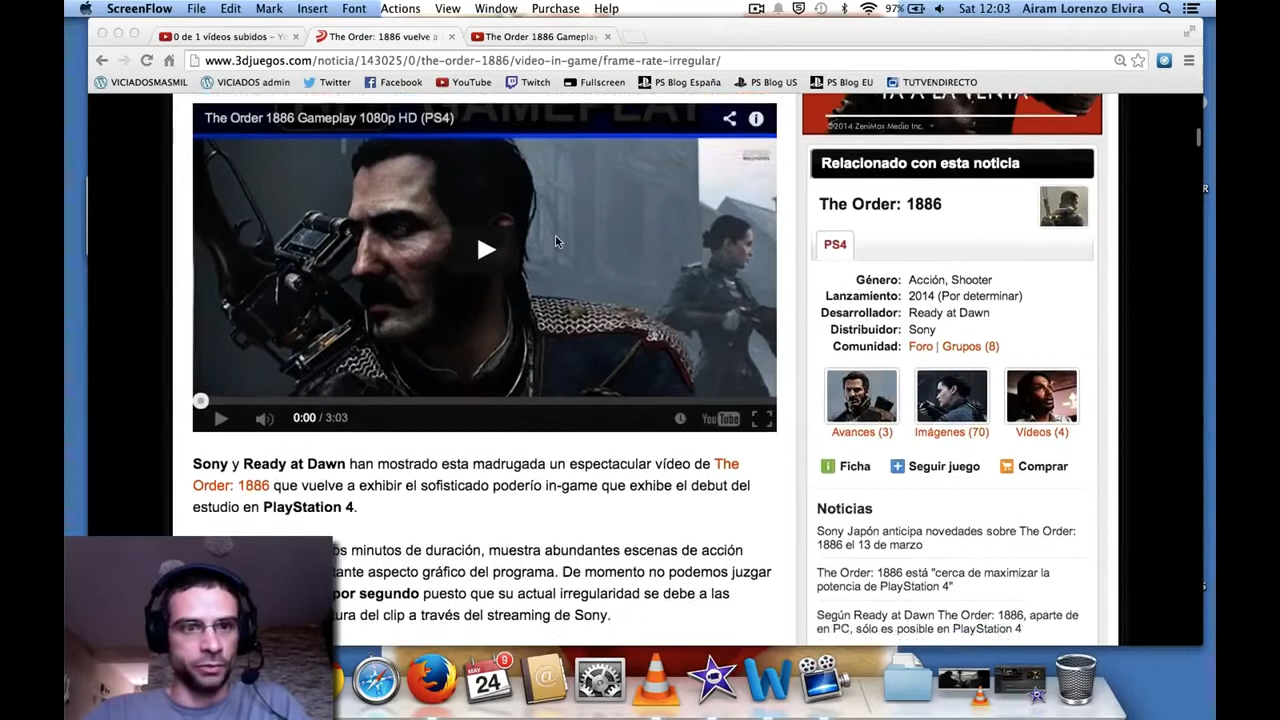 ScreenFlow File Edit Mark Insert Font Actions View Window Purchase Help 97% Sat 12:03 Airam Lorenzo Elvira
0 de 1 vídeos subidos - Yo
The Order: 1886 vuelve a
The Order 1886 Gameplay
www.3djuegos.com/noticia/143025/0/the-order-1886/video-in-game/frame-rate-irregular/
VICIADOSMASMIL VICIADOS admin Twitter Facebook YouTube Twitch Fullscreen PS Blog España PS Blog US PS Blog EU TUTVENDIRECTO
GAMEPLAY
The Order 1886 Gameplay 1080p HD (PS4)
0:00 / 3:03
YouTube
Sony y Ready at Dawn han mostrado esta madrugada un espectacular vídeo de The
Order: 1886 que vuelve a exhibir el sofisticado poderío in-game que exhibe el debut del
estudio en PlayStation 4.
os minutos de duración, muestra abundantes escenas de acción
tante aspecto gráfico del programa. De momento no podemos juzgar
por segundo puesto que su actual irregularidad se debe a las
tura del clip a través del streaming de Sony.
YA A LA VENTA
©2014 ZeniMax Media Inc.
Relacionado con esta noticia
The Order: 1886
PS4
Género: Acción, Shooter
Lanzamiento: 2014 (Por determinar)
Desarrollador: Ready at Dawn
Distribuidor: Sony
Comunidad: Foro | Grupos (8)
Avances (3) Imágenes (70) Vídeos (4)
Ficha Seguir juego Comprar
Noticias
Sony Japón anticipa novedades sobre The Order:
1886 el 13 de marzo
The Order: 1886 está "cerca de maximizar la
potencia de PlayStation 4"
Según Ready at Dawn The Order: 1886, aparte de
en PC, sólo es posible en PlayStation 4
MAY
24
9